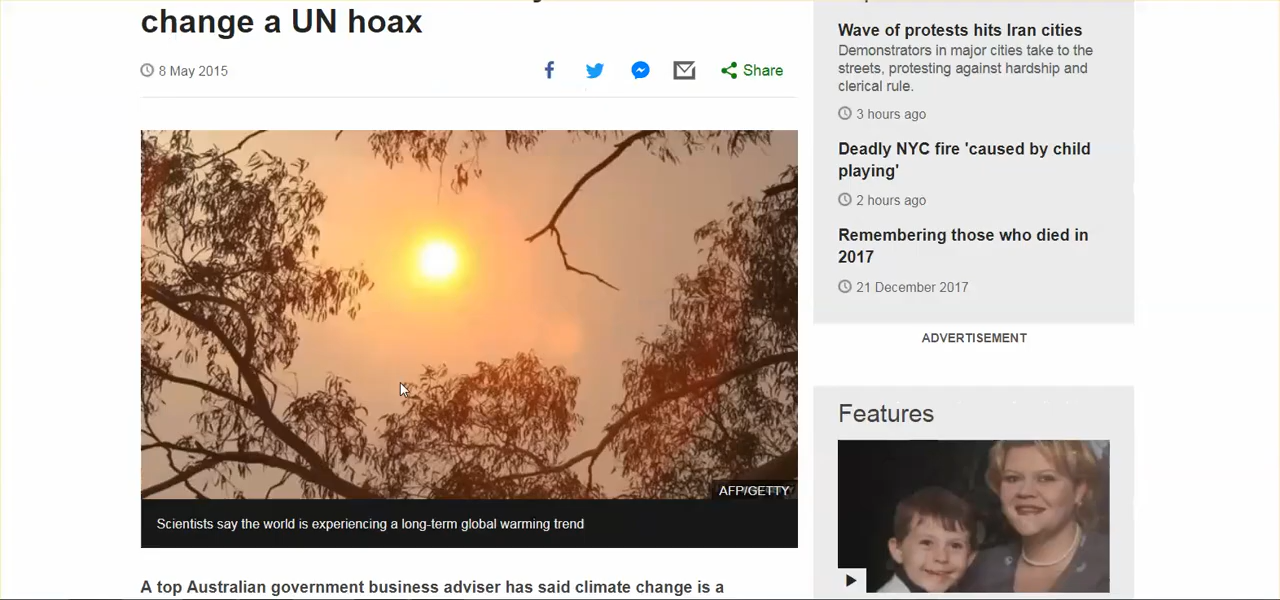 change a UN hoax
8 May 2015
Share
AFP/GETTY
Scientists say the world is experiencing a long-term global warming trend
A top Australian government business adviser has said climate change is a
Wave of protests hits Iran cities
Demonstrators in major cities take to the
streets, protesting against hardship and
clerical rule.
3 hours ago
Deadly NYC fire 'caused by child
playing'
2 hours ago
Remembering those who died in
2017
21 December 2017
ADVERTISEMENT
Features